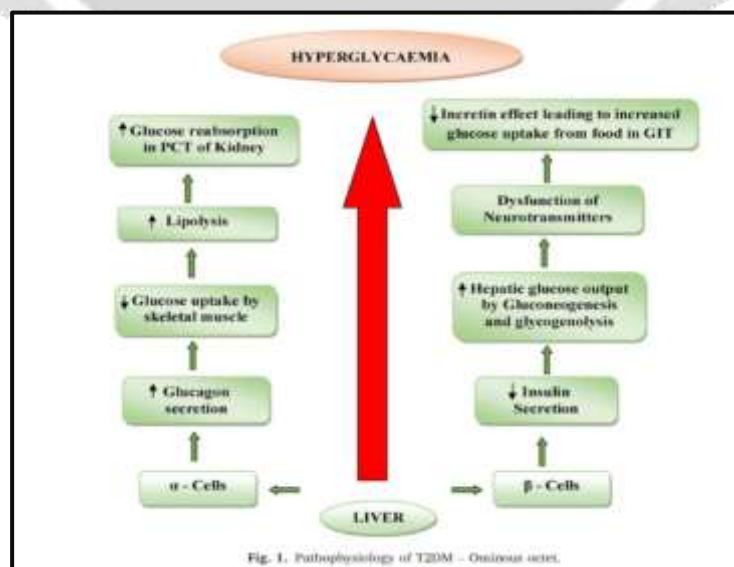 HYPERGLYCAEMIA
↑ Glucose reabsorption
in PCT of Kidney
↑ Lipolysis
↓ Glucose uptake by
skeletal muscle
↑ Glucagon
secretion
α - Cells
↓ Incretin effect leading to increased
glucose uptake from food in GIT
Dysfunction of
Neurotransmitters
↑ Hepatic glucose output
by Gluconeogenesis
and glycogenolysis
↓ Insulin
Secretion
β - Cells
LIVER
Fig. 1. Pathophysiology of T2DM – Ominous octet.